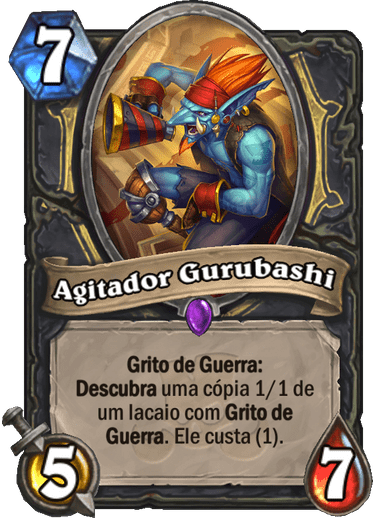 7
Agitador Gurubashi
Grito de Guerra:
Descubra uma cópia 1/1 de
um lacaio com Grito de
Guerra. Ele custa (1).
5
7